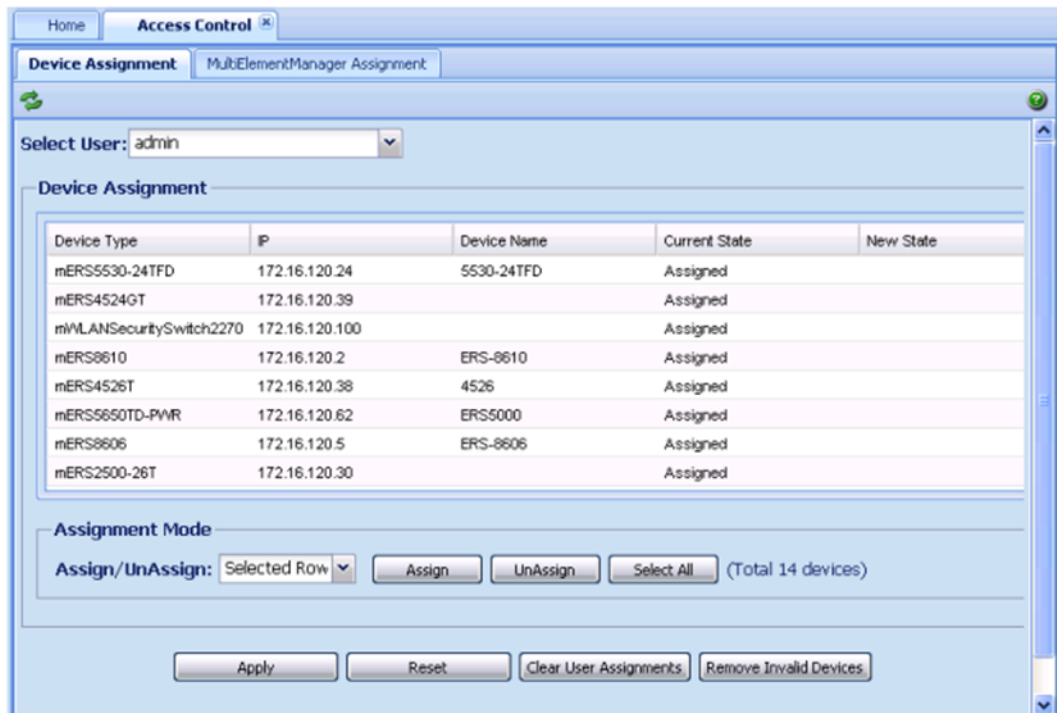 Home Access Control
Device Assignment MultiElementManager Assignment
Select User: admin
Device Assignment
Device Type IP Device Name Current State New State
mERS5530-24TFD 172.16.120.24 5530-24TFD Assigned
mERS4524GT 172.16.120.39 Assigned
mWLANSecuritySwitch2270 172.16.120.100 Assigned
mERS8610 172.16.120.2 ERS-8610 Assigned
mERS4526T 172.16.120.38 4526 Assigned
mERS5650TD-PWR 172.16.120.62 ERS5000 Assigned
mERS8606 172.16.120.5 ERS-8606 Assigned
mERS2500-26T 172.16.120.30 Assigned
Assignment Mode
Assign/UnAssign: Selected Row Assign UnAssign Select All (Total 14 devices)
Apply Reset Clear User Assignments Remove Invalid Devices